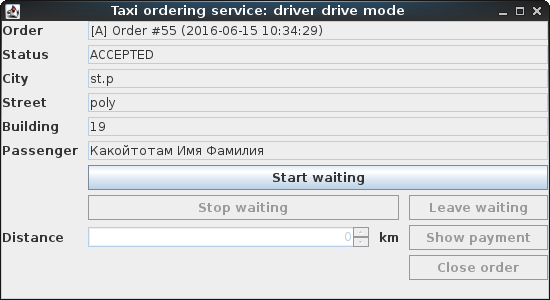 Taxi ordering service: driver drive mode
Order [A] Order #55 (2016-06-15 10:34:29)
Status ACCEPTED
City st.p
Street poly
Building 19
Passenger Какойтотам Имя Фамилия
Start waiting
Stop waiting Leave waiting
Distance 0 km Show payment
Close order